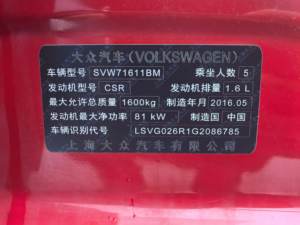 大众汽车(VOLKSWAGEN)
车辆型号 SVW71611BM 乘坐人数 5
发动机型号 CSR 发动机排量 1.6 L
最大允许总质量 1600kg 制造年月 2016.05
发动机最大净功率 81 kW 制造国 中国
车辆识别代号 LSVG026R1G2086785
上海大众汽车有限公司